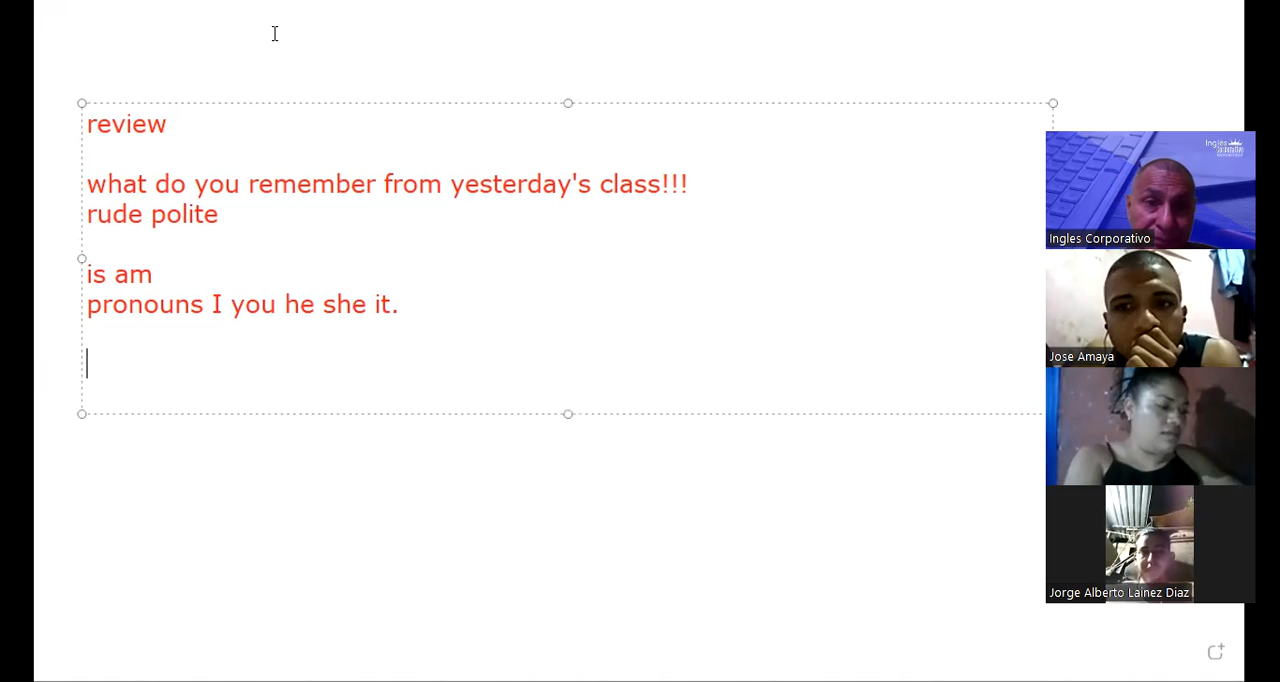 review
what do you remember from yesterday's class!!!
rude polite
is am
pronouns I you he she it.
Ingles
Ingles Corporativo
Jose Amaya
Jorge Alberto Lainez Diaz